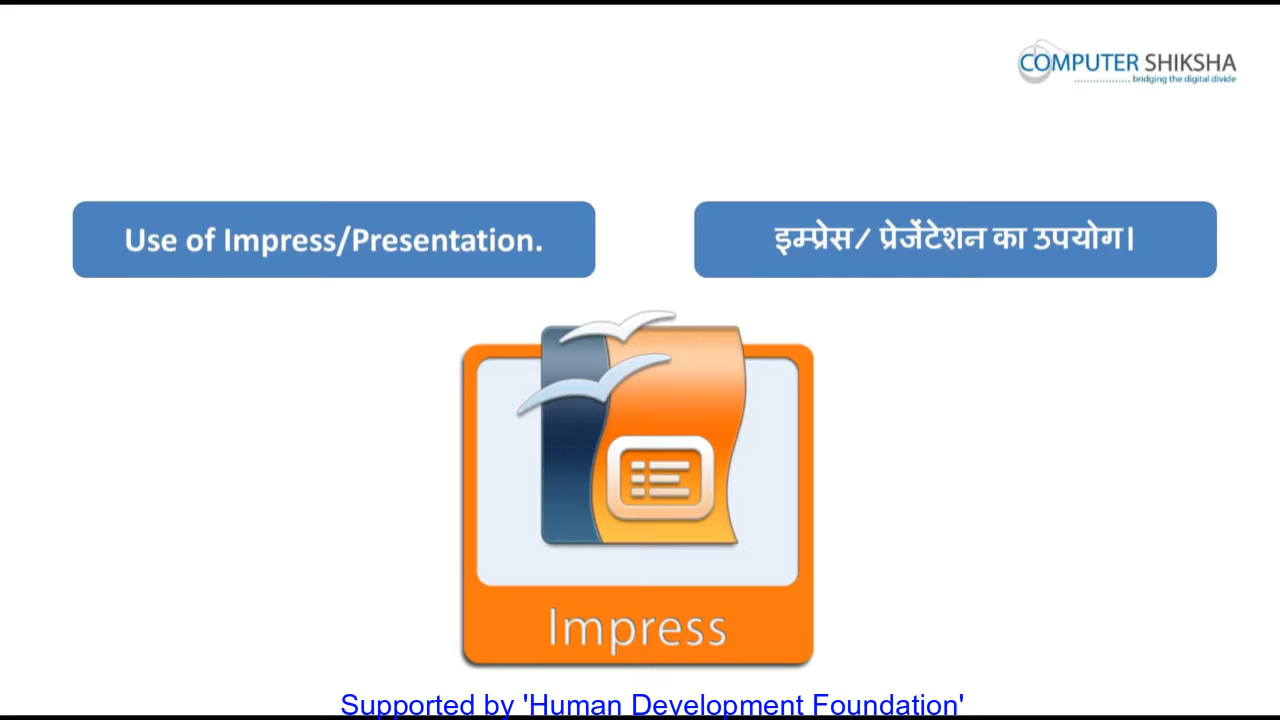 COMPUTER SHIKSHA
bridging the digital divide
Use of Impress/Presentation.
इम्प्रेस/ प्रेजेंटेशन का उपयोग।
Impress
Supported by 'Human Development Foundation'